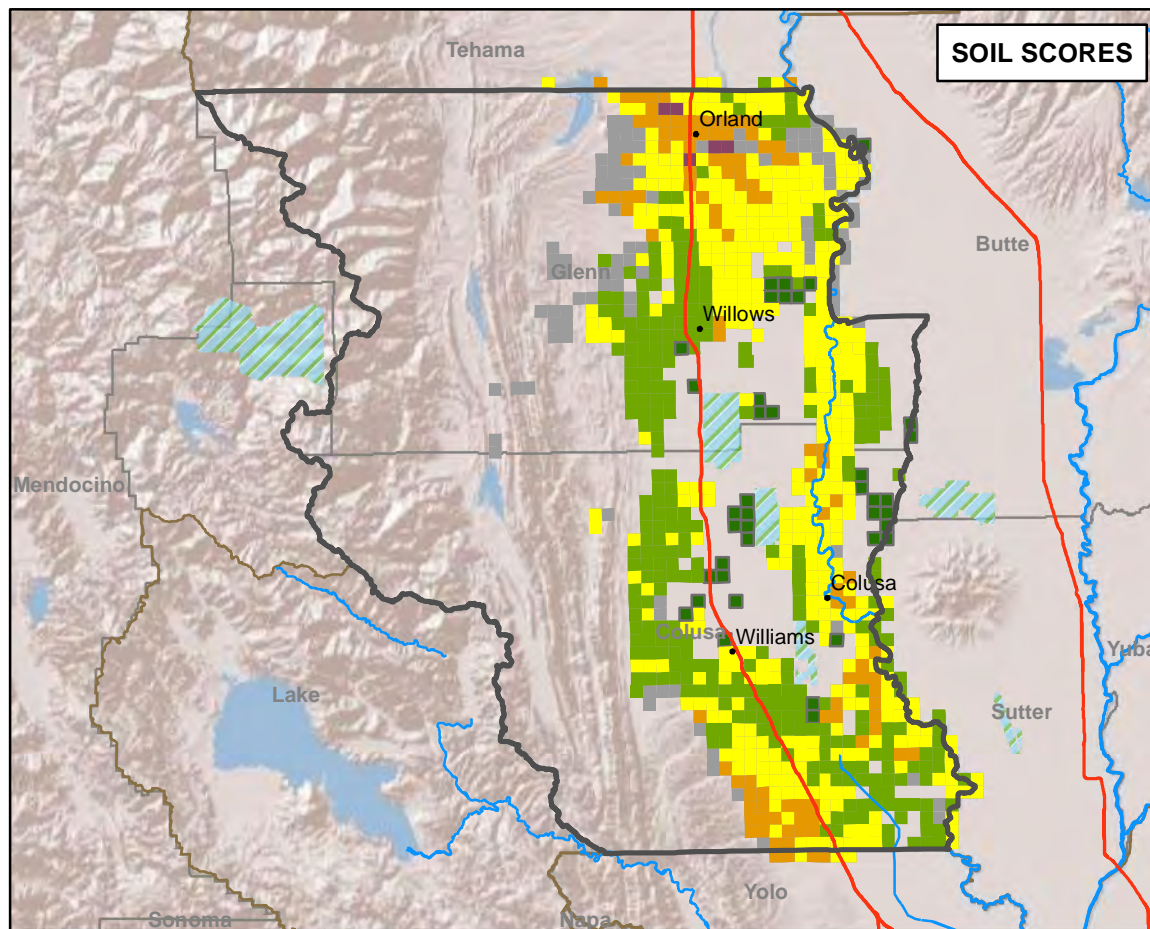 SOIL SCORES
Tehama
Orland
Butte
Glenn
Willows
Mendocino
Colusa
Colusa
Williams
Yuba
Lake
Sutter
Yolo
Sonoma
Napa